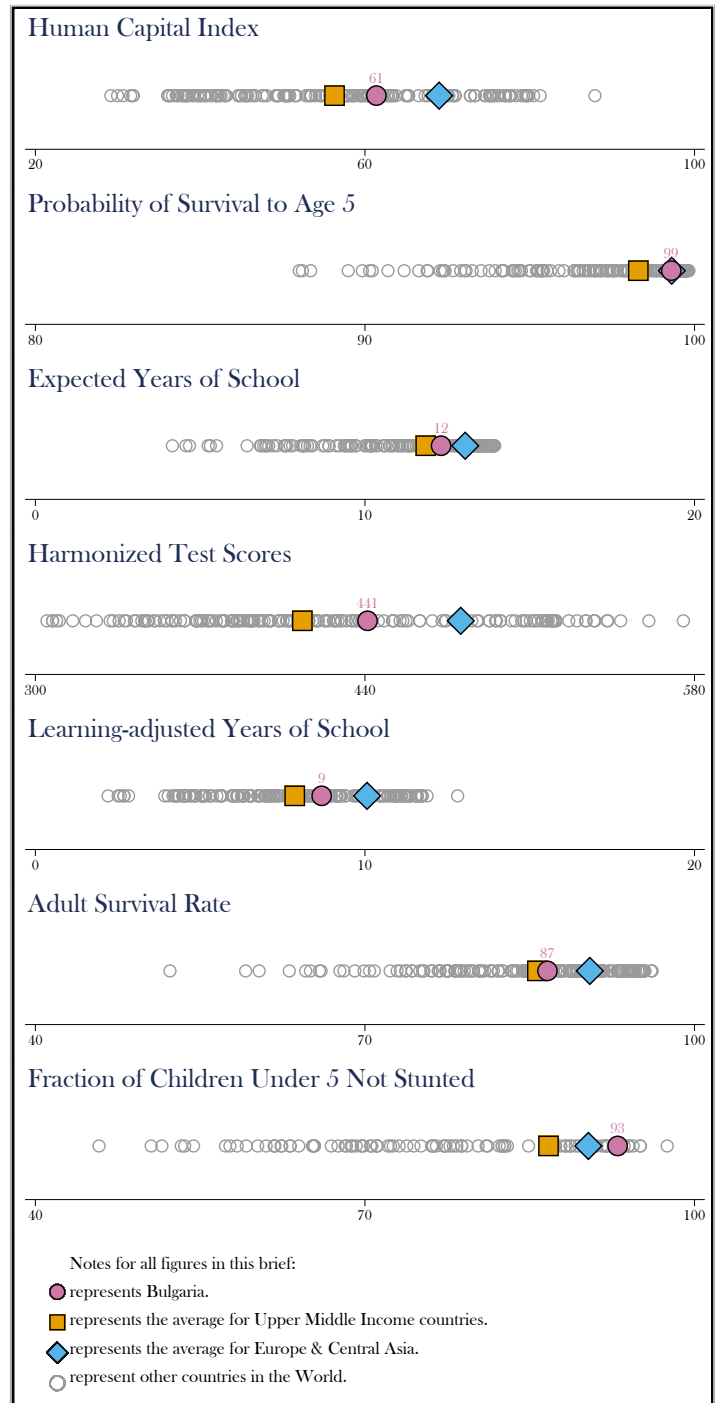 Human Capital Index
61
20 60 100
Probability of Survival to Age 5
99
80 90 100
Expected Years of School
12
0 10 20
Harmonized Test Scores
441
300 440 580
Learning-adjusted Years of School
9
0 10 20
Adult Survival Rate
87
40 70 100
Fraction of Children Under 5 Not Stunted
93
40 70 100
Notes for all figures in this brief:
represents Bulgaria.
represents the average for Upper Middle Income countries.
represents the average for Europe & Central Asia.
represent other countries in the World.